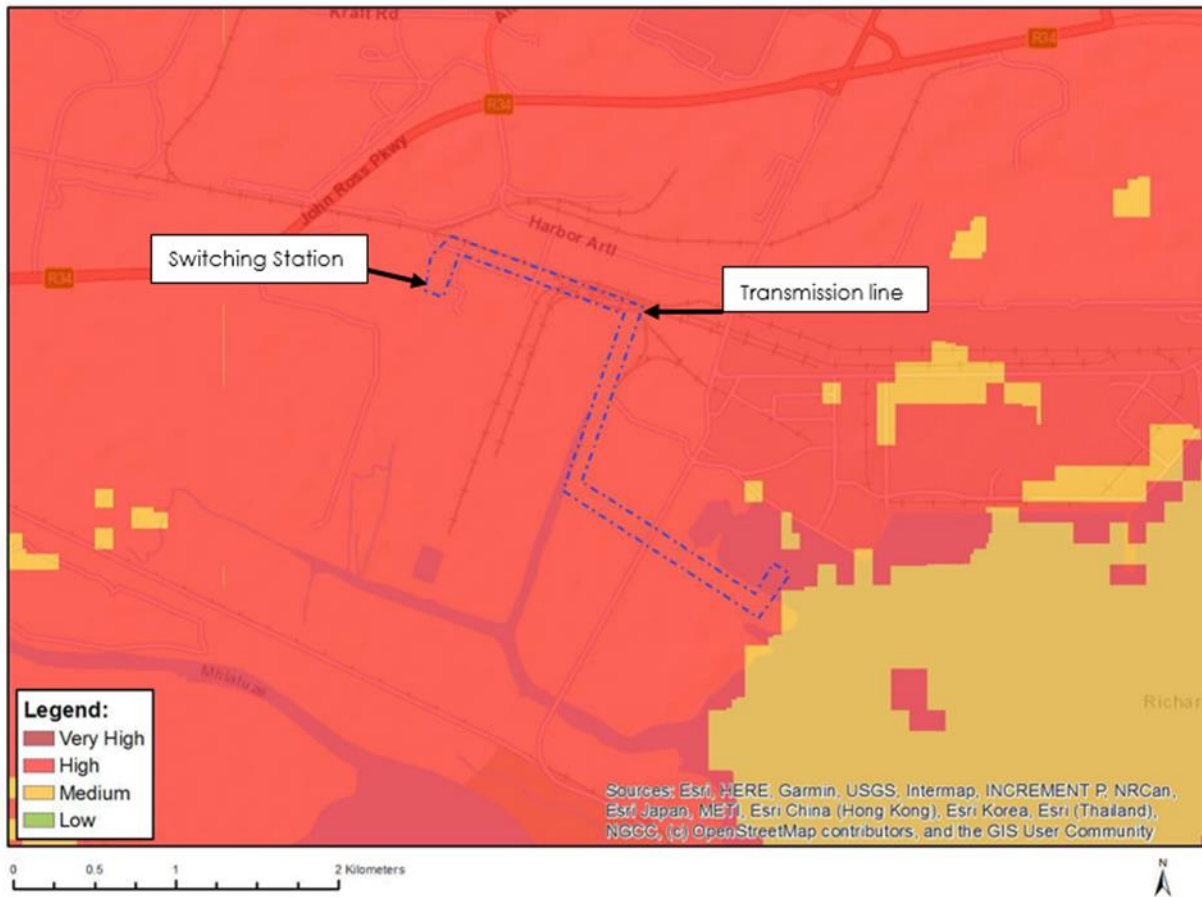 Kraft Rd
R34
R34
John Ross Pkwy
Harbor Artl
Switching Station
R34
Transmission line
Richar
Legend:
Very High
High
Medium
Low
Sources: Esri, HERE, Garmin, USGS, Intermap, INCREMENT P, NRCan,
Esri Japan, METI, Esri China (Hong Kong), Esri Korea, Esri (Thailand),
NGCC, (c) OpenStreetMap contributors, and the GIS User Community
0 0.5 1 2 Kilometers
N